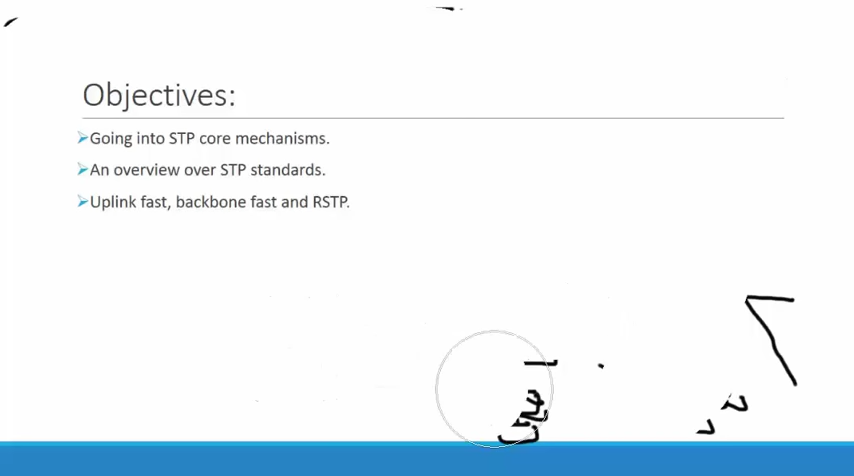 Objectives:
Going into STP core mechanisms.
An overview over STP standards.
Uplink fast, backbone fast and RSTP.